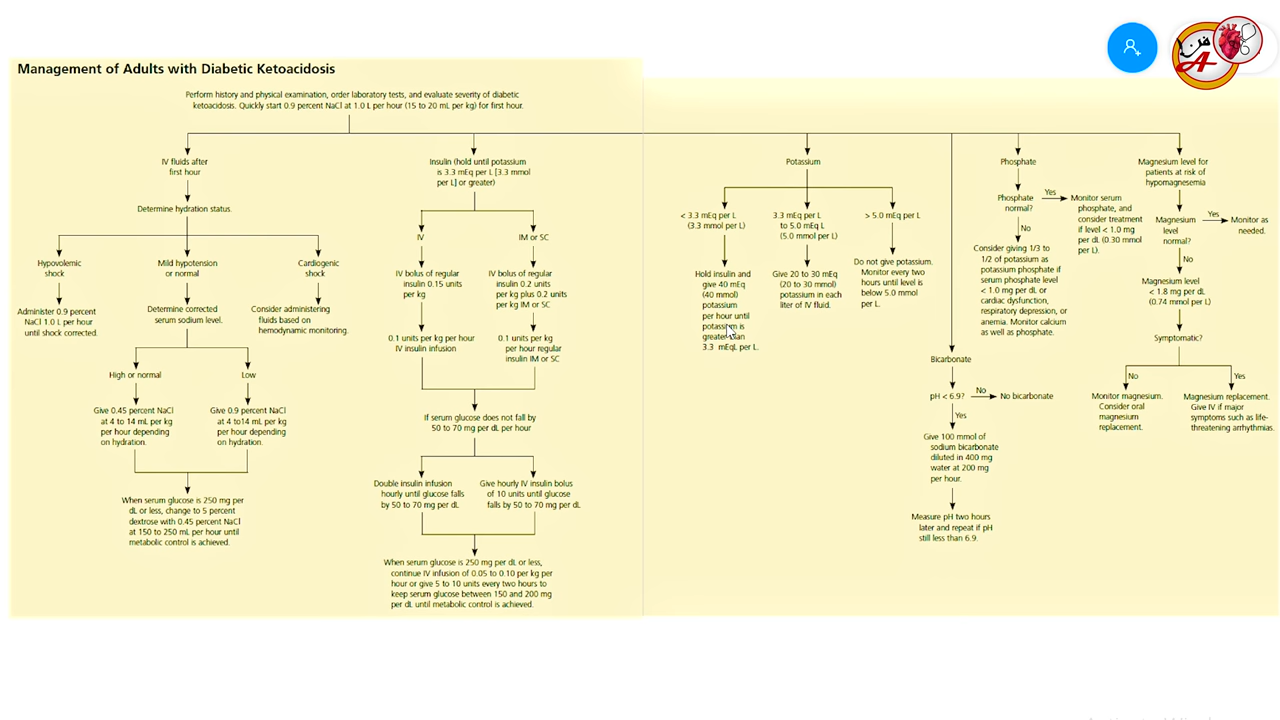 Management of Adults with Diabetic Ketoacidosis
Perform history and physical examination, order laboratory tests, and evaluate severity of diabetic
ketoacidosis. Quickly start 0.9 percent NaCl at 1.0 L per hour (15 to 20 mL per kg) for first hour.
IV fluids after
first hour
Determine hydration status.
Hypovolemic
shock
Administer 0.9 percent
NaCl 1.0 L per hour
until shock corrected.
Mild hypotension
or normal
Determine corrected
serum sodium level.
High or normal
Give 0.45 percent NaCl
at 4 to 14 mL per kg
per hour depending
on hydration.
Low
Give 0.9 percent NaCl
at 4 to14 mL per kg
per hour depending
on hydration.
When serum glucose is 250 mg per
dL or less, change to 5 percent
dextrose with 0.45 percent NaCl
at 150 to 250 mL per hour until
metabolic control is achieved.
Cardiogenic
shock
Consider administering
fluids based on
hemodynamic monitoring.
Insulin (hold until potassium
is 3.3 mEq per L [3.3 mmol
per L] or greater)
IV
IV bolus of regular
insulin 0.15 units
per kg
0.1 units per kg per hour
IV insulin infusion
IM or SC
IV bolus of regular
insulin 0.2 units
per kg plus 0.2 units
per kg IM or SC
0.1 units per kg
per hour regular
insulin IM or SC
If serum glucose does not fall by
50 to 70 mg per dL per hour
Double insulin infusion
hourly until glucose falls
by 50 to 70 mg per dL
Give hourly IV insulin bolus
of 10 units until glucose
falls by 50 to 70 mg per dL
When serum glucose is 250 mg per dL or less,
continue IV infusion of 0.05 to 0.10 per kg per
hour or give 5 to 10 units every two hours to
keep serum glucose between 150 and 200 mg
per dL until metabolic control is achieved.
Potassium
< 3.3 mEq per L
(3.3 mmol per L)
Hold insulin and
give 40 mEq
(40 mmol)
potassium
per hour until
potassium is
greater than
3.3 mEqL per L.
3.3 mEq per L
to 5.0 mEq L
(5.0 mmol per L)
Give 20 to 30 mEq
(20 to 30 mmol)
potassium in each
liter of IV fluid.
> 5.0 mEq per L
Do not give potassium.
Monitor every two
hours until level is
below 5.0 mmol
per L.
Bicarbonate
pH < 6.9?
No
No bicarbonate
Yes
Give 100 mmol of
sodium bicarbonate
diluted in 400 mg
water at 200 mg
per hour.
Measure pH two hours
later and repeat if pH
still less than 6.9.
Phosphate
Phosphate
normal?
Yes
Monitor serum
phosphate, and
consider treatment
if level < 1.0 mg
per dL (0.30 mmol
per L).
No
Consider giving 1/3 to
1/2 of potassium as
potassium phosphate if
serum phosphate level
< 1.0 mg per dL or
cardiac dysfunction,
respiratory depression, or
anemia. Monitor calcium
as well as phosphate.
Magnesium level for
patients at risk of
hypomagnesemia
Magnesium
level
normal?
Yes
Monitor as
needed.
No
Magnesium level
< 1.8 mg per dL
(0.74 mmol per L)
Symptomatic?
No
Monitor magnesium.
Consider oral
magnesium
replacement.
Yes
Magnesium replacement.
Give IV if major
symptoms such as life-
threatening arrhythmias.